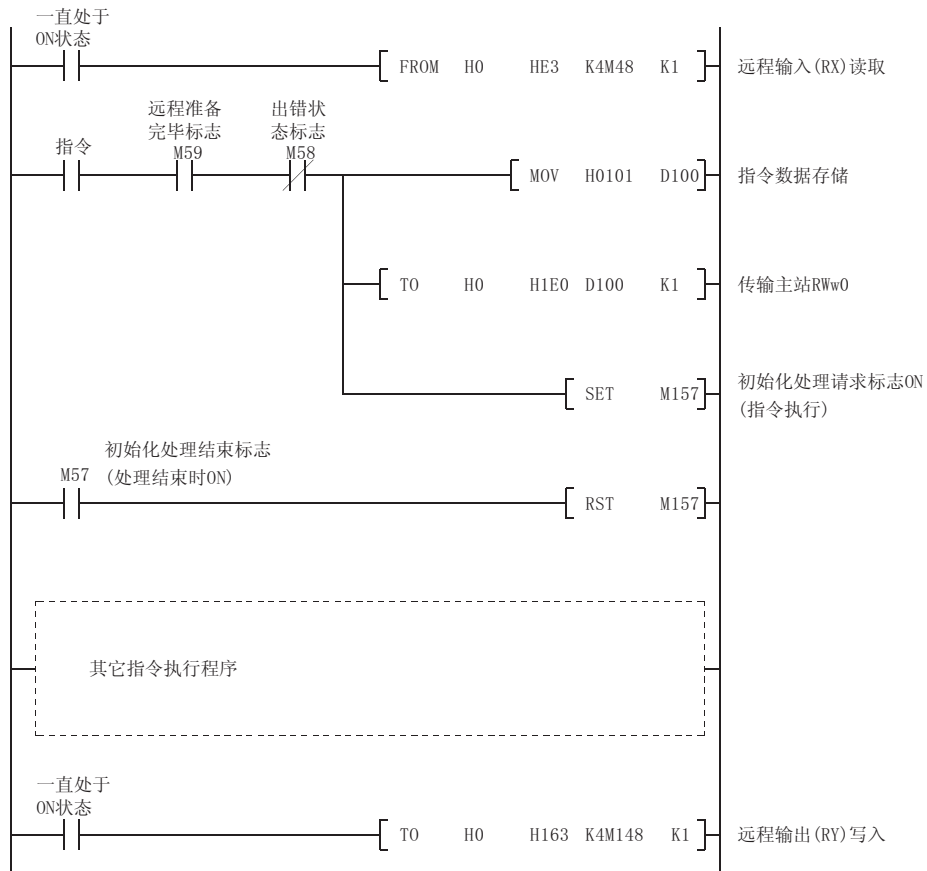 一直处于
ON状态
FROM H0 HE3 K4M48 K1 远程输入(RX)读取
远程准备
完毕标志
M59
出错状
态标志
M58
指令
MOV H0101 D100 指令数据存储
TO H0 H1E0 D100 K1 传输主站RWw0
SET M157 初始化处理请求标志ON
(指令执行)
初始化处理结束标志
M57 (处理结束时ON)
RST M157
其它指令执行程序
一直处于
ON状态
TO H0 H163 K4M148 K1 远程输出(RY)写入